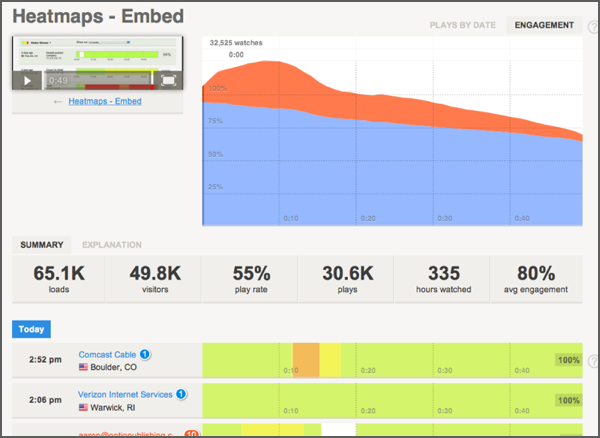 Heatmaps - Embed
PLAYS BY DATE ENGAGEMENT ?
32,525 watches
0:00
0:49
← Heatmaps - Embed
100%
75%
50%
25%
0:10 0:20 0:30 0:40
SUMMARY EXPLANATION
65.1K 49.8K 55% 30.6K 335 80%
loads visitors play rate plays hours watched avg engagement
Today
2:52 pm Comcast Cable 1
Boulder, CO
0:10 0:20 0:30 0:40 100% ?
2:06 pm Verizon Internet Services 1
Warwick, RI
0:10 0:20 0:30 0:40 100%
10